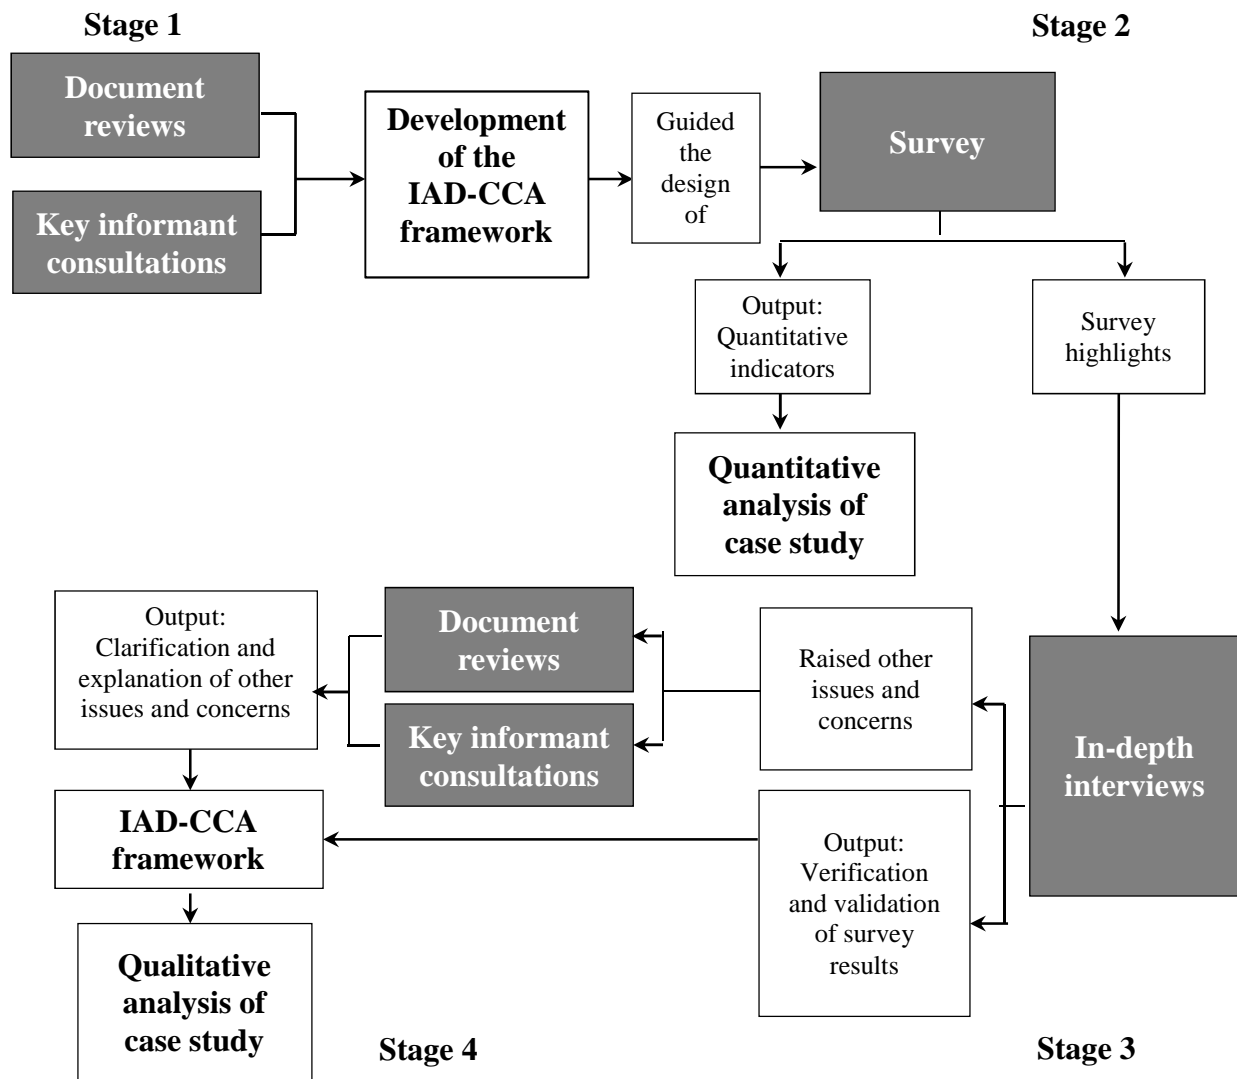 Stage 1
Stage 2
Document
reviews
Key informant
consultations
Development
of the
IAD-CCA
framework
Guided
the
design
of
Survey
Output:
Quantitative
indicators
Survey
highlights
Quantitative
analysis of
case study
Output:
Clarification and
explanation of other
issues and concerns
Document
reviews
Key informant
consultations
Raised other
issues and
concerns
In-depth
interviews
IAD-CCA
framework
Output:
Verification
and validation
of survey
results
Qualitative
analysis of
case study
Stage 4
Stage 3